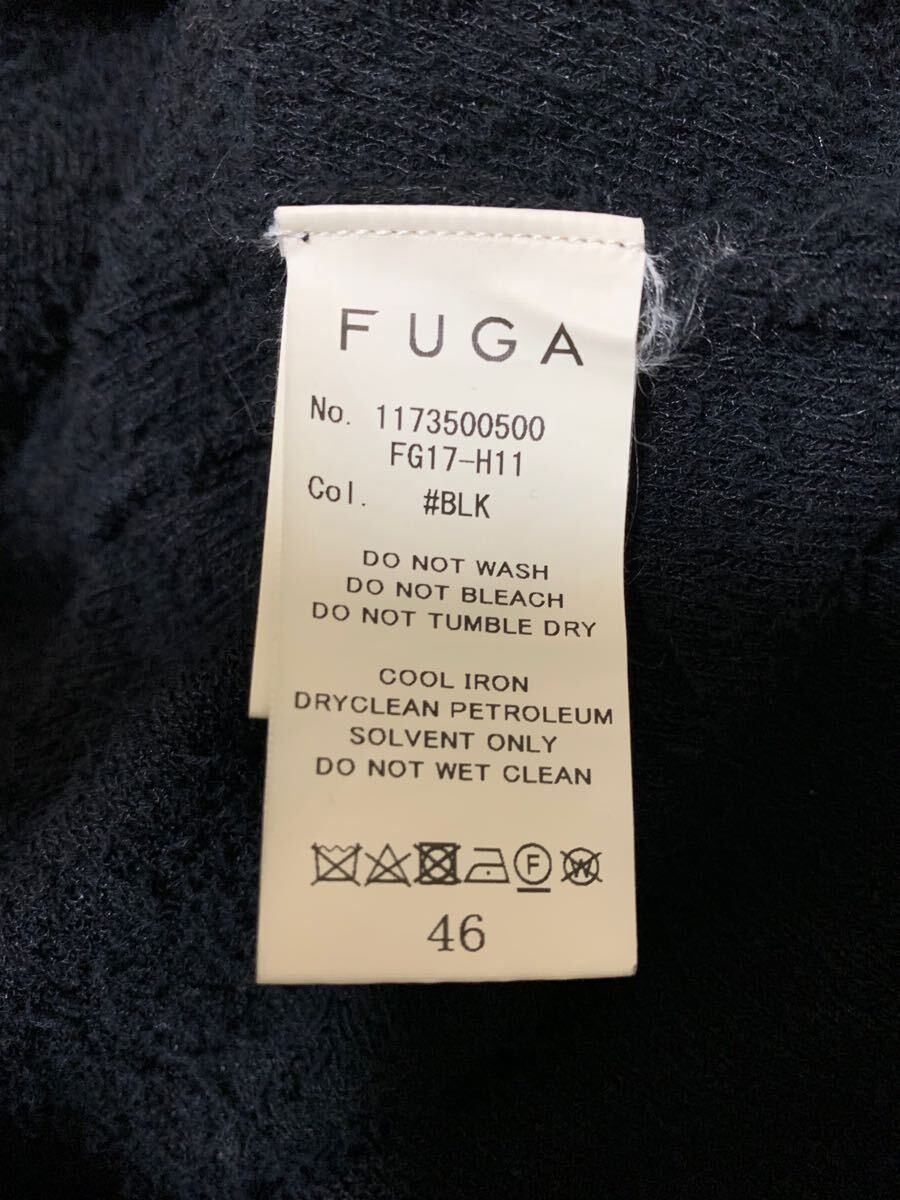 FUGA
No. 1173500500
FG17-H11
Col. #BLK
DO NOT WASH
DO NOT BLEACH
DO NOT TUMBLE DRY
COOL IRON
DRYCLEAN PETROLEUM
SOLVENT ONLY
DO NOT WET CLEAN
F W
46